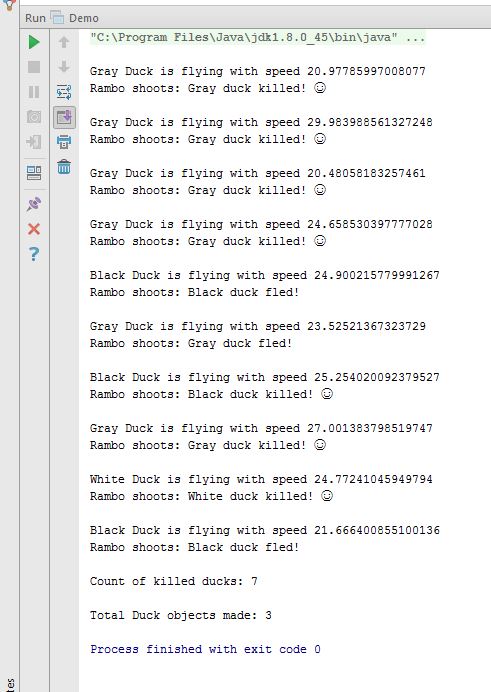 Run Demo
"C:\Program Files\Java\jdk1.8.0_45\bin\java" ...
Gray Duck is flying with speed 20.97785997008077
Rambo shoots: Gray duck killed! ☺
Gray Duck is flying with speed 29.983988561327248
Rambo shoots: Gray duck killed! ☺
Gray Duck is flying with speed 20.48058183257461
Rambo shoots: Gray duck killed! ☺
Gray Duck is flying with speed 24.658530397777028
Rambo shoots: Gray duck killed! ☺
Black Duck is flying with speed 24.900215779991267
Rambo shoots: Black duck fled!
Gray Duck is flying with speed 23.52521367323729
Rambo shoots: Gray duck fled!
Black Duck is flying with speed 25.254020092379527
Rambo shoots: Black duck killed! ☺
Gray Duck is flying with speed 27.001383798519747
Rambo shoots: Gray duck killed! ☺
White Duck is flying with speed 24.77241045949794
Rambo shoots: White duck killed! ☺
Black Duck is flying with speed 21.666400855100136
Rambo shoots: Black duck fled!
Count of killed ducks: 7
Total Duck objects made: 3
Process finished with exit code 0
tes